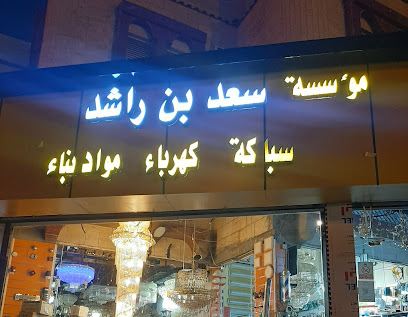 مؤسسة سعد بن راشد
سباكة كهرباء مواد بناء